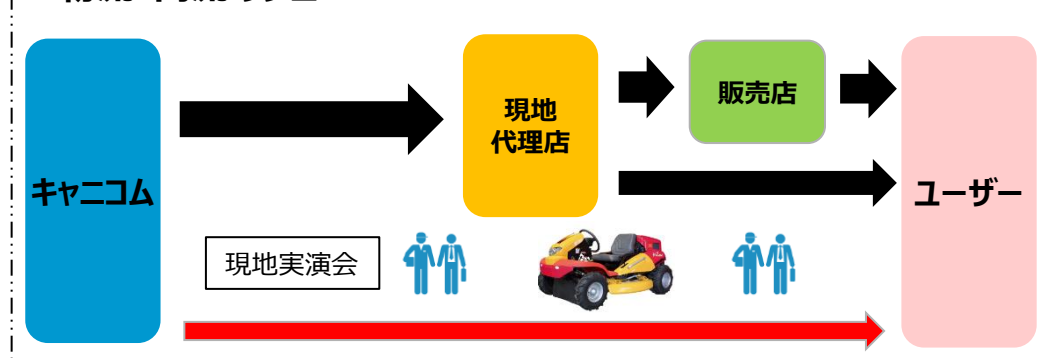 キャニコム
現地
代理店
販売店
ユーザー
現地実演会